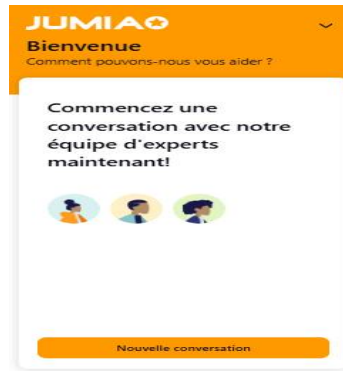 JUMIA
Bienvenue
Comment pouvons-nous vous aider ?
Commencez une
conversation avec notre
équipe d'experts
maintenant!
Nouvelle conversation